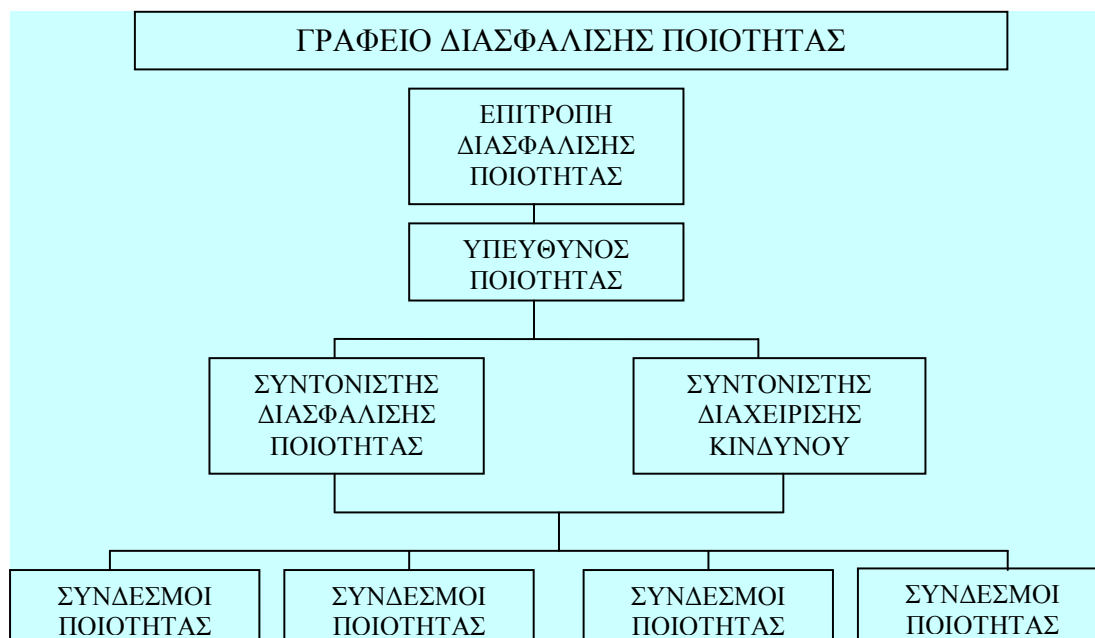 ΓΡΑΦΕΙΟ ΔΙΑΣΦΑΛΙΣΗΣ ΠΟΙΟΤΗΤΑΣ
ΕΠΙΤΡΟΠΗ
ΔΙΑΣΦΑΛΙΣΗΣ
ΠΟΙΟΤΗΤΑΣ
ΥΠΕΥΘΥΝΟΣ
ΠΟΙΟΤΗΤΑΣ
ΣΥΝΤΟΝΙΣΤΗΣ
ΔΙΑΣΦΑΛΙΣΗΣ
ΠΟΙΟΤΗΤΑΣ
ΣΥΝΤΟΝΙΣΤΗΣ
ΔΙΑΧΕΙΡΙΣΗΣ
ΚΙΝΔΥΝΟΥ
ΣΥΝΔΕΣΜΟΙ
ΠΟΙΟΤΗΤΑΣ
ΣΥΝΔΕΣΜΟΙ
ΠΟΙΟΤΗΤΑΣ
ΣΥΝΔΕΣΜΟΙ
ΠΟΙΟΤΗΤΑΣ
ΣΥΝΔΕΣΜΟΙ
ΠΟΙΟΤΗΤΑΣ